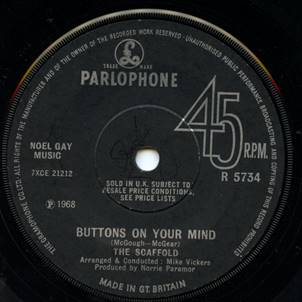 ALL RIGHTS OF THE MANUFACTURER AND OF THE OWNER OF THE RECORDED WORK RESERVED · UNAUTHORISED PUBLIC PERFORMANCE BROADCASTING AND COPYING OF THIS RECORD PROHIBITED
THE GRAMOPHONE CO. LTD.
£
TRADE MARK
PARLOPHONE
45
R.P.M.
NOEL GAY
MUSIC
7XCE 21212
R 5734
SOLD IN U.K. SUBJECT TO
RESALE PRICE CONDITIONS,
SEE PRICE LISTS
Ⓟ 1968
BUTTONS ON YOUR MIND
(McGough—McGear)
THE SCAFFOLD
Arranged & Conducted : Mike Vickers
Produced by Norrie Paramor
MADE IN GT. BRITAIN